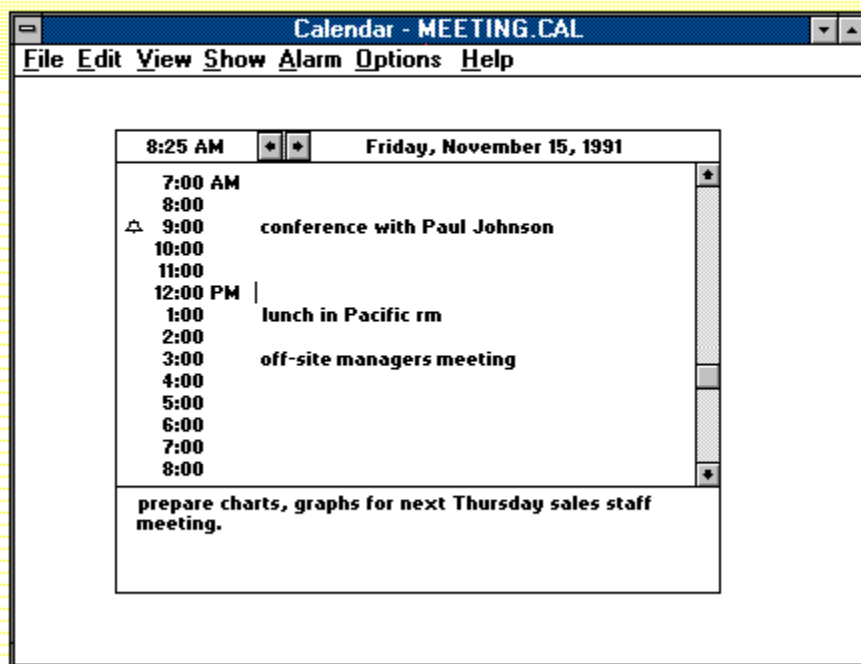 Calendar - MEETING.CAL
File Edit View Show Alarm Options Help
8:25 AM Friday, November 15, 1991
7:00 AM
8:00
9:00 conference with Paul Johnson
10:00
11:00
12:00 PM
1:00 lunch in Pacific rm
2:00
3:00 off-site managers meeting
4:00
5:00
6:00
7:00
8:00
prepare charts, graphs for next Thursday sales staff
meeting.